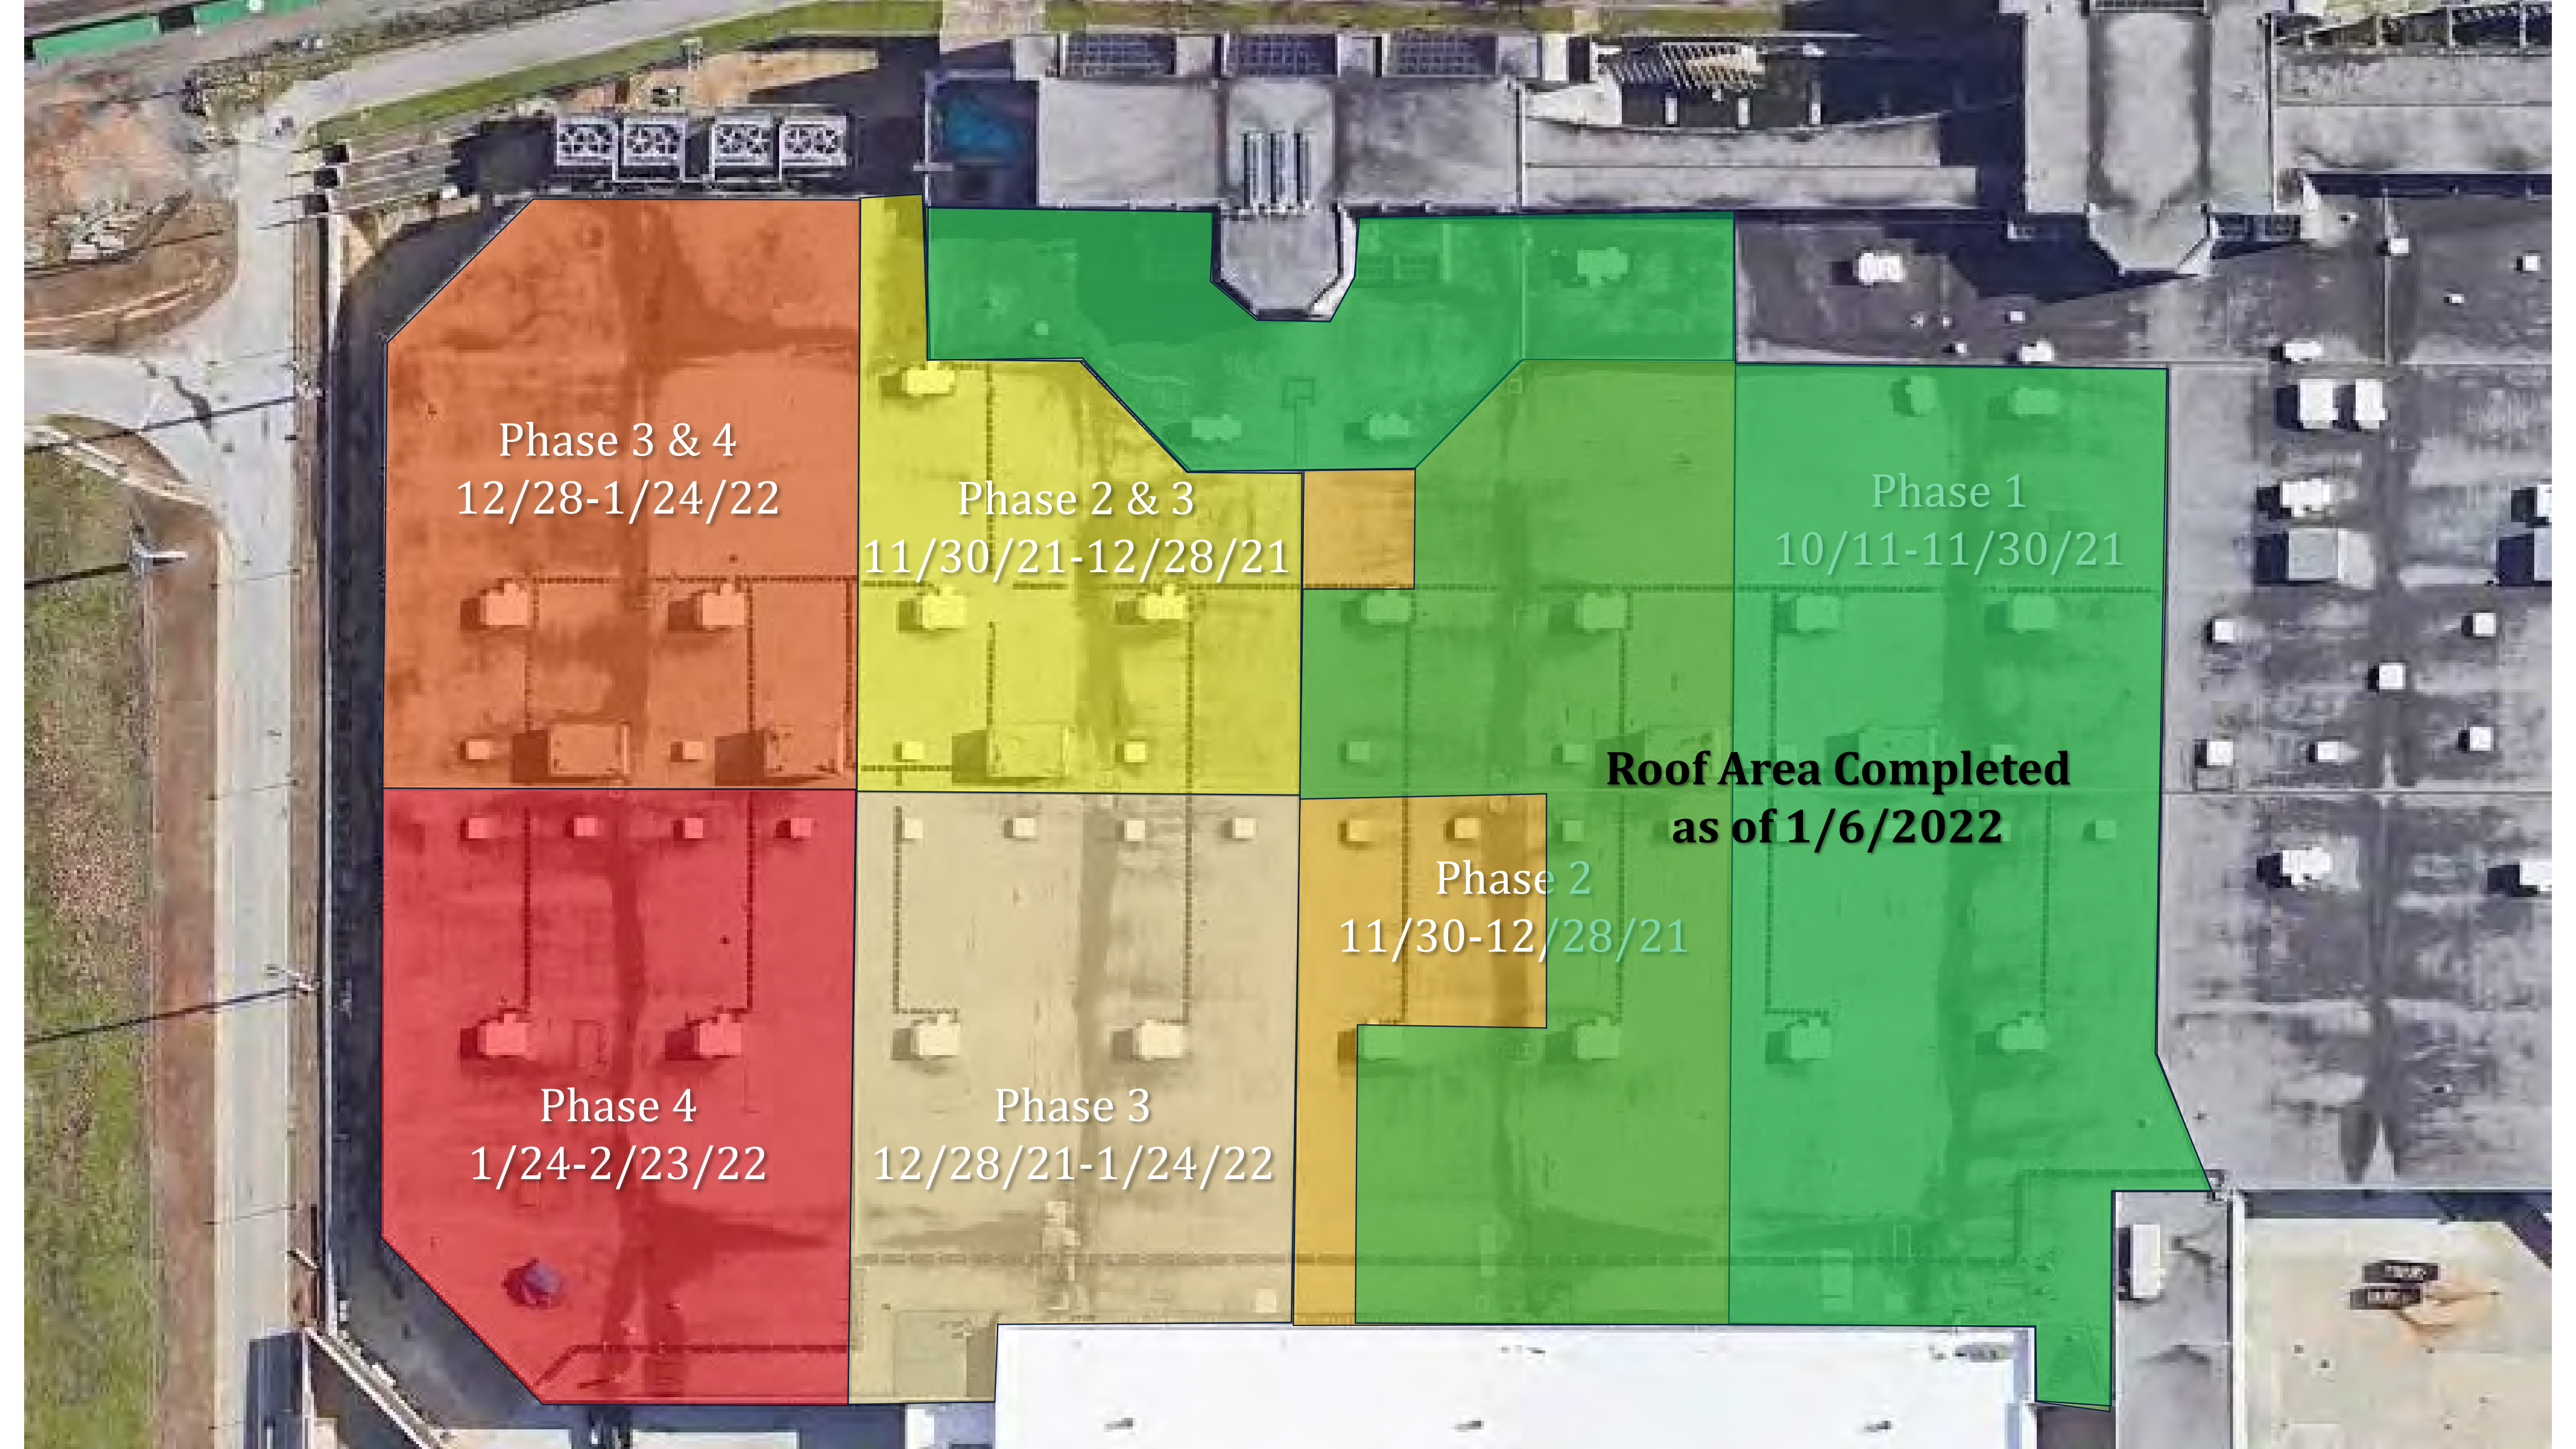 Phase 3 & 4
12/28-1/24/22
Phase 2 & 3
11/30/21-12/28/21
Phase 1
10/11-11/30/21
Roof Area Completed
as of 1/6/2022
Phase 2
11/30-12/28/21
Phase 4
1/24-2/23/22
Phase 3
12/28/21-1/24/22